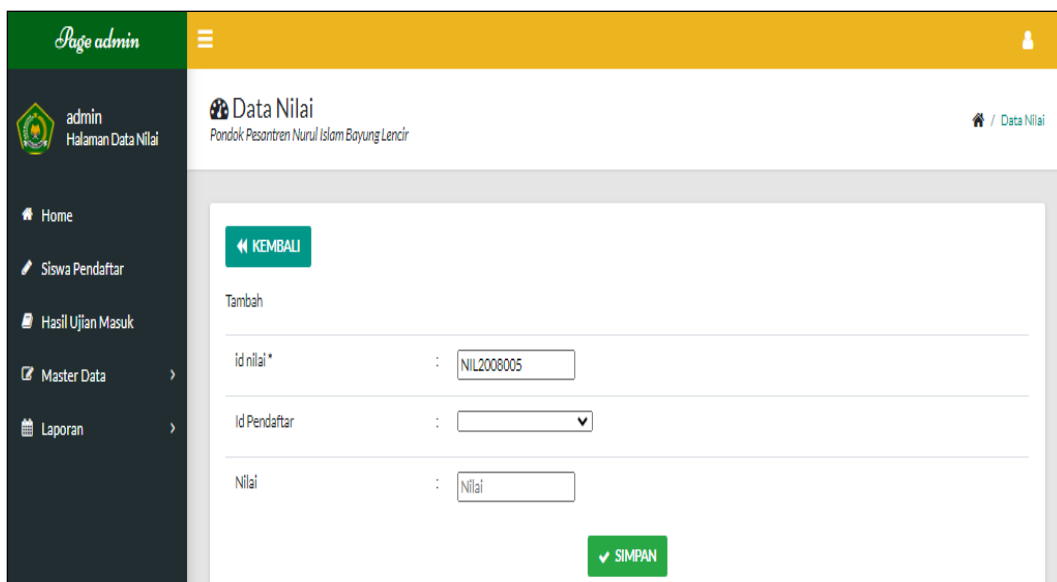 Page admin
admin
Halaman Data Nilai
Home
Siswa Pendaftar
Hasil Ujian Masuk
Master Data
Laporan
Data Nilai
Pondok Pesantren Nurul Islam Bayung Lencir
/ Data Nilai
KEMBALI
Tambah
id nilai * : NIL2008005
Id Pendaftar :
Nilai : Nilai
SIMPAN